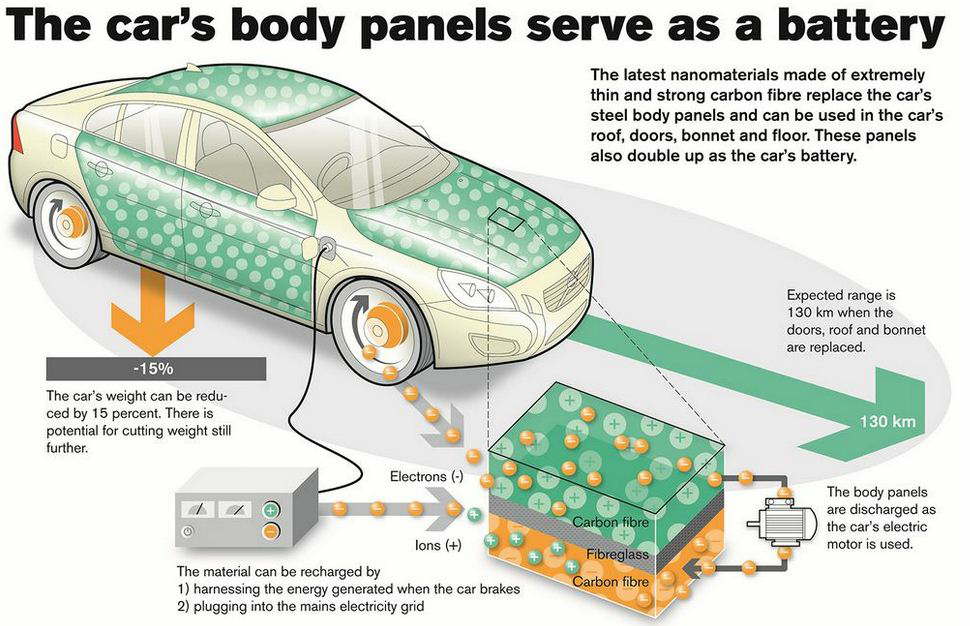 The car's body panels serve as a battery
The latest nanomaterials made of extremely
thin and strong carbon fibre replace the car's
steel body panels and can be used in the car's
roof, doors, bonnet and floor. These panels
also double up as the car's battery.
Expected range is
130 km when the
doors, roof and bonnet
are replaced.
130 km
-15%
The car's weight can be redu-
ced by 15 percent. There is
potential for cutting weight still
further.
Electrons (-)
Ions (+)
Carbon fibre
Fibreglass
Carbon fibre
The body panels
are discharged as
the car's electric
motor is used.
The material can be recharged by
1) harnessing the energy generated when the car brakes
2) plugging into the mains electricity grid